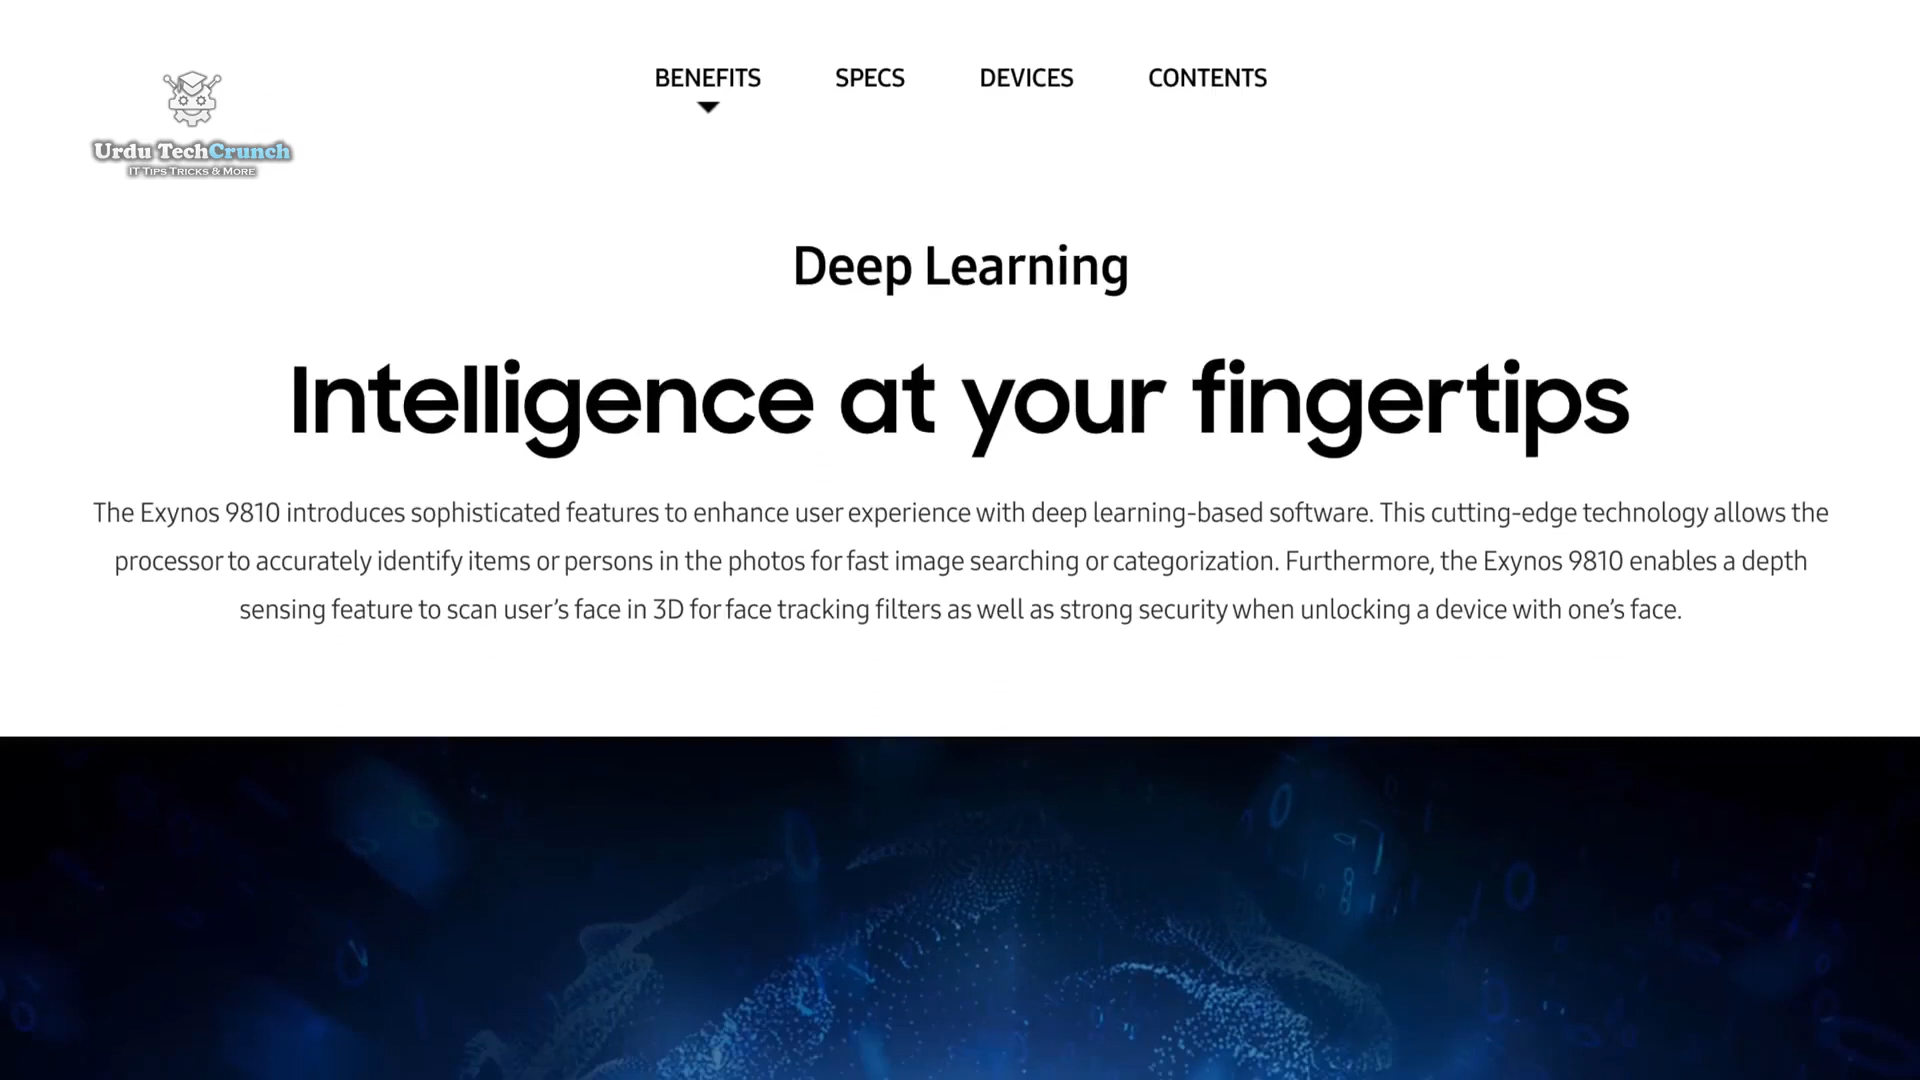 BENEFITS SPECS DEVICES CONTENTS
Urdu TechCrunch
IT Tips Tricks & More
Deep Learning
Intelligence at your fingertips
The Exynos 9810 introduces sophisticated features to enhance user experience with deep learning-based software. This cutting-edge technology allows the
processor to accurately identify items or persons in the photos for fast image searching or categorization. Furthermore, the Exynos 9810 enables a depth
sensing feature to scan user’s face in 3D for face tracking filters as well as strong security when unlocking a device with one’s face.